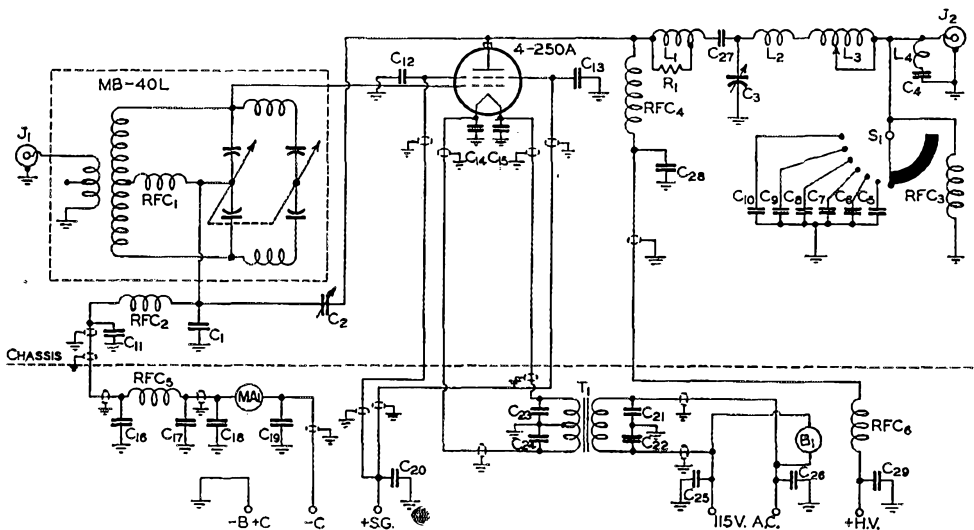 4-250A
J2
C12
C13
L1
R1
C27
L2
L3
L4
C3
C4
MB-40L
J1
RFC1
RFC4
C14
C15
C28
S1
RFC3
C10
C9
C8
C7
C6
C5
RFC2
C1
C2
C11
CHASSIS
RFC5
MA1
T1
C16
C17
C18
C19
C23
C24
C21
C22
B1
RFC6
C20
C25
C26
C29
-B +C
-C
+S.G.
115V. A.C.
+H.V.